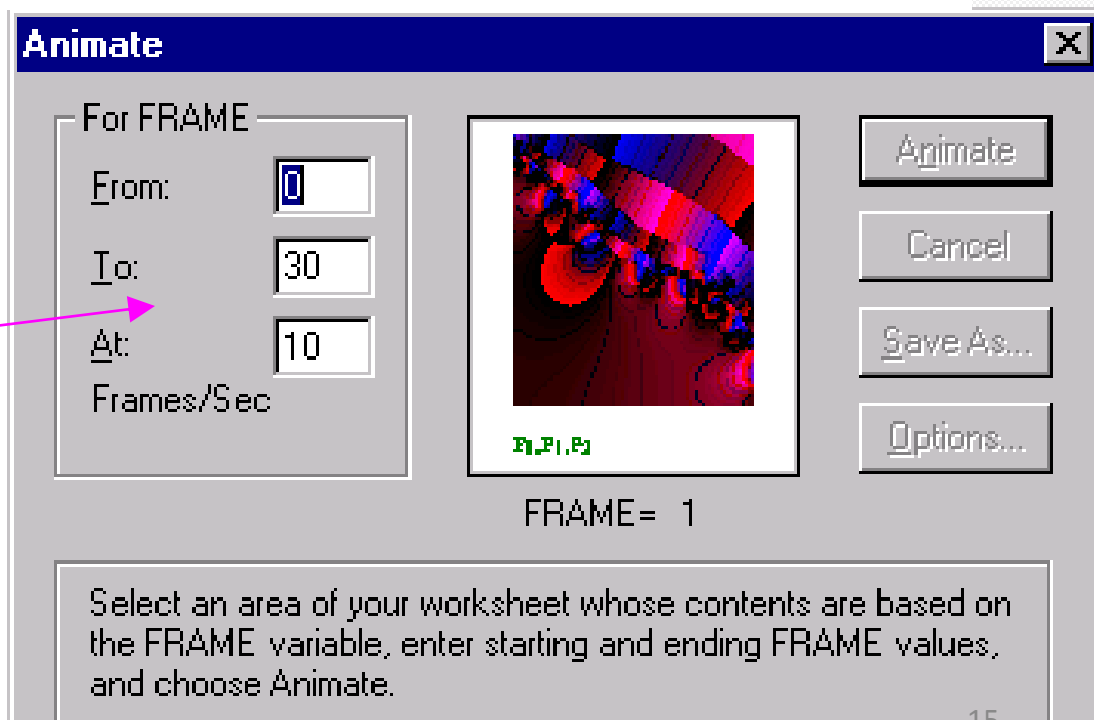 Animate
For FRAME
From: 0
To: 30
At: 10
Frames/Sec
Animate
Cancel
Save As...
Options...
FRAME= 1
Select an area of your worksheet whose contents are based on
the FRAME variable, enter starting and ending FRAME values,
and choose Animate.
15